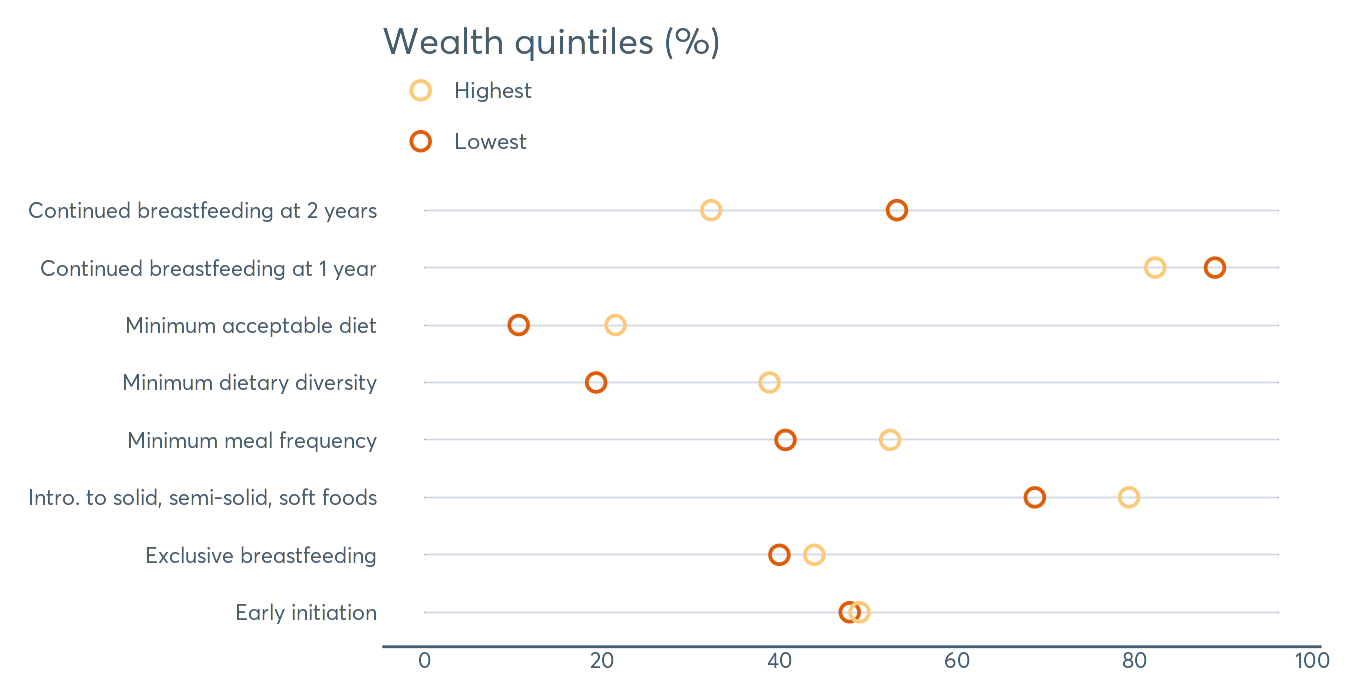 Wealth quintiles (%)
Highest
Lowest
Continued breastfeeding at 2 years
Continued breastfeeding at 1 year
Minimum acceptable diet
Minimum dietary diversity
Minimum meal frequency
Intro. to solid, semi-solid, soft foods
Exclusive breastfeeding
Early initiation
0 20 40 60 80 100